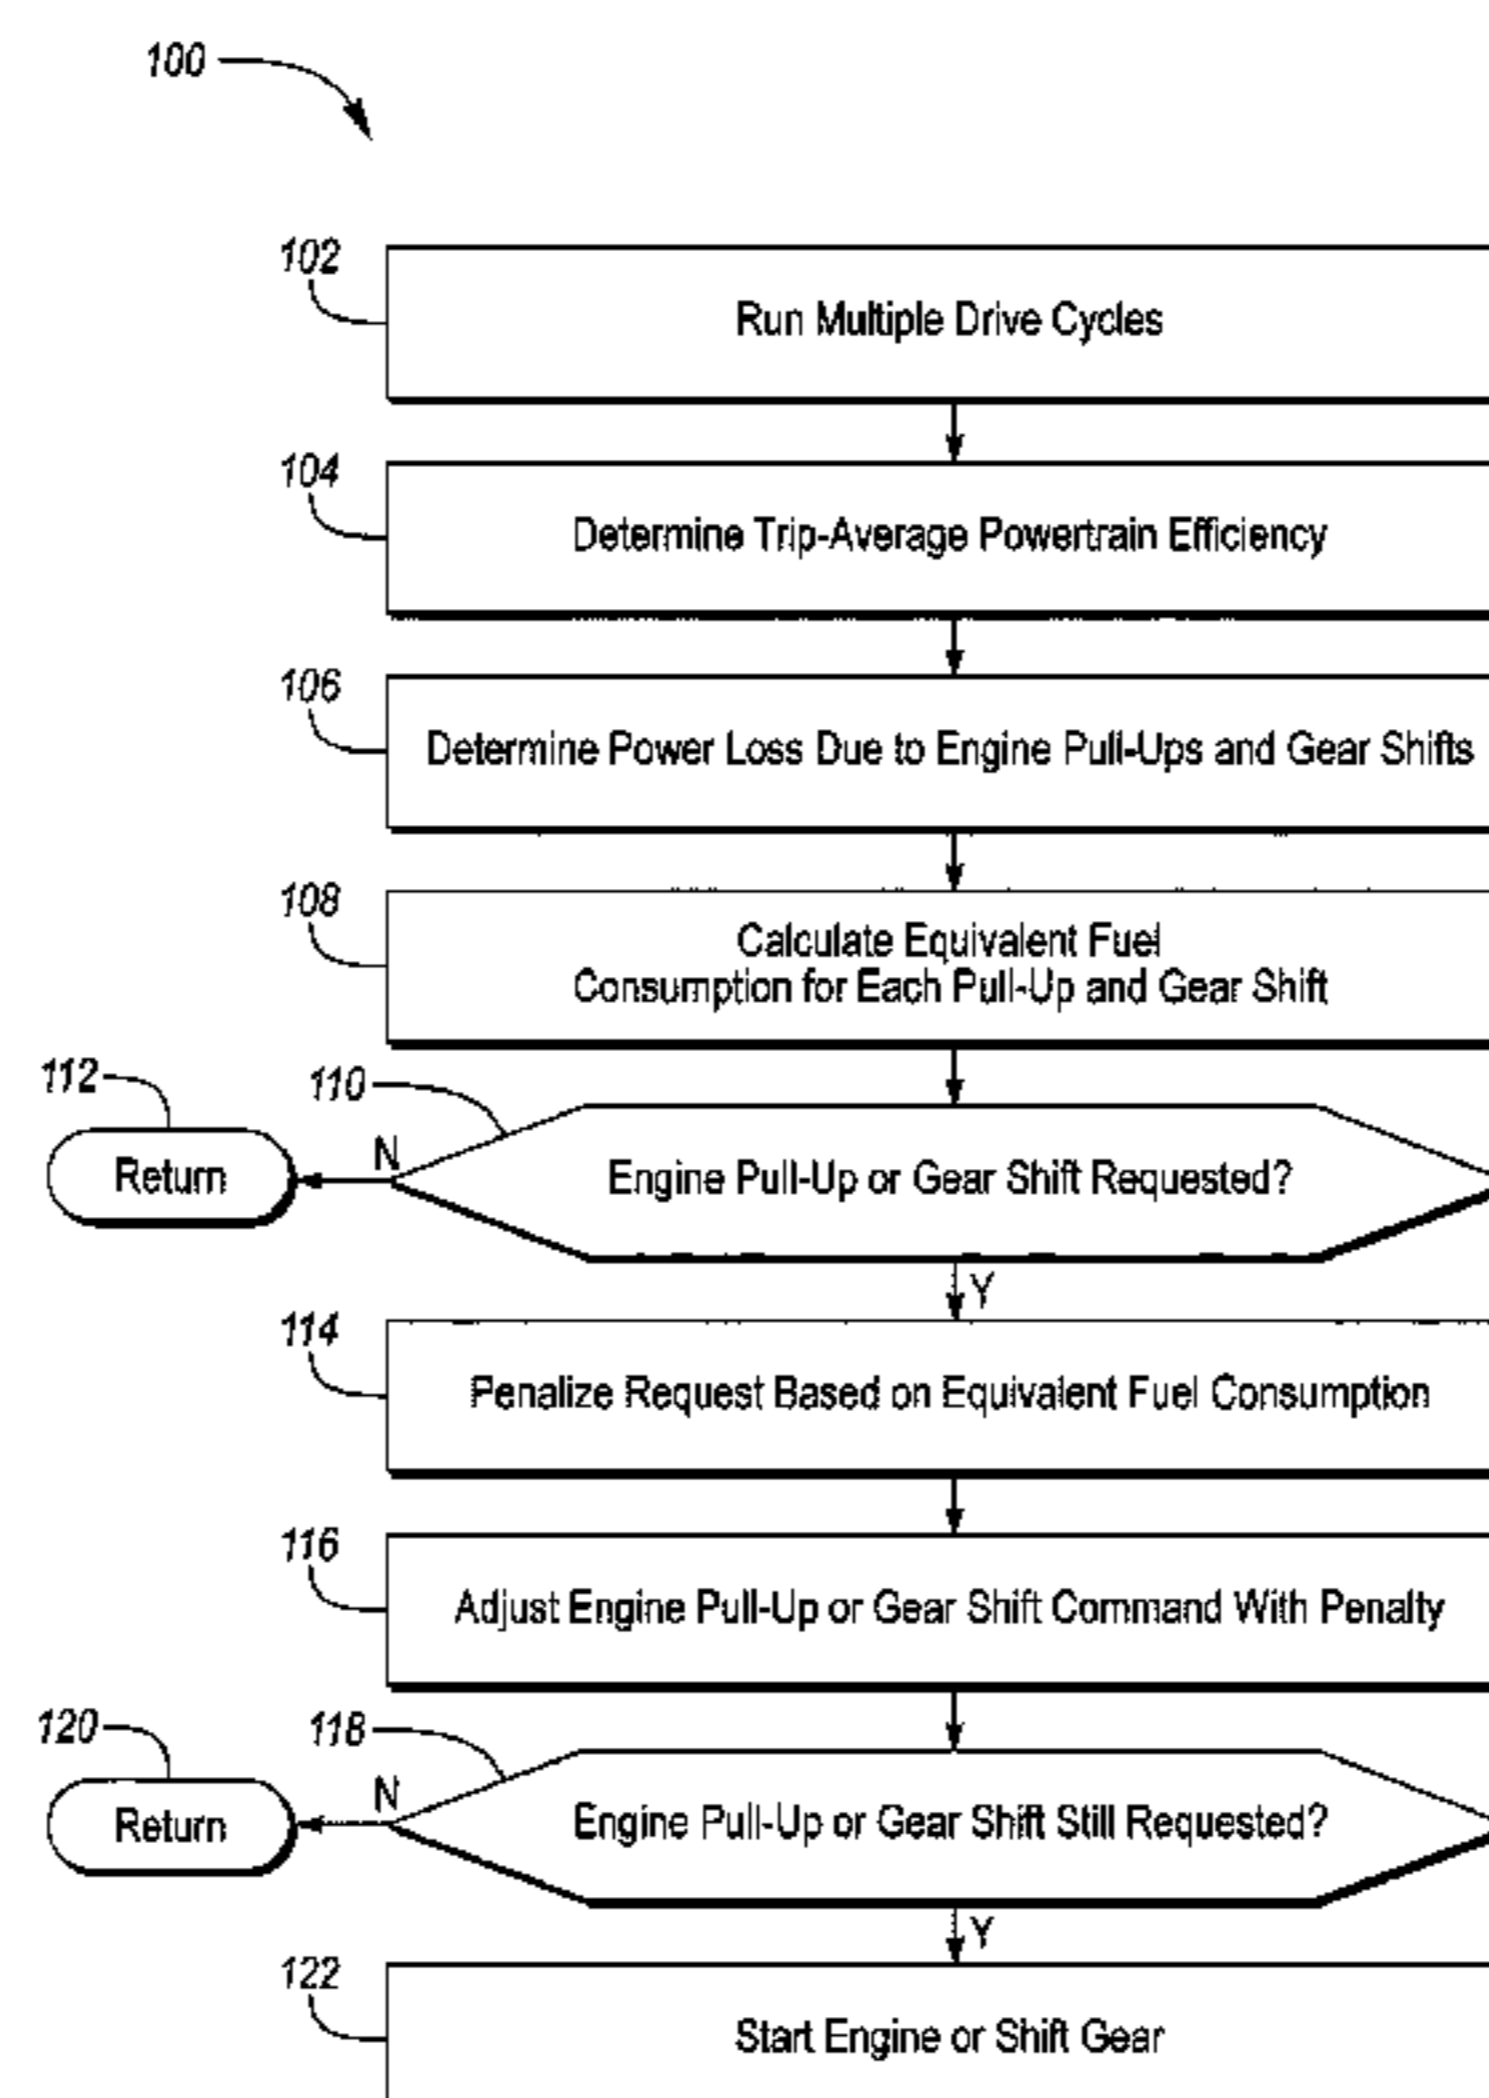 100
102
Run Multiple Drive Cycles
104
Determine Trip-Average Powertrain Efficiency
106
Determine Power Loss Due to Engine Pull-Ups and Gear Shifts
108
Calculate Equivalent Fuel
Consumption for Each Pull-Up and Gear Shift
112
110
Return
N
Engine Pull-Up or Gear Shift Requested?
Y
114
Penalize Request Based on Equivalent Fuel Consumption
116
Adjust Engine Pull-Up or Gear Shift Command With Penalty
120
118
Return
N
Engine Pull-Up or Gear Shift Still Requested?
Y
122
Start Engine or Shift Gear